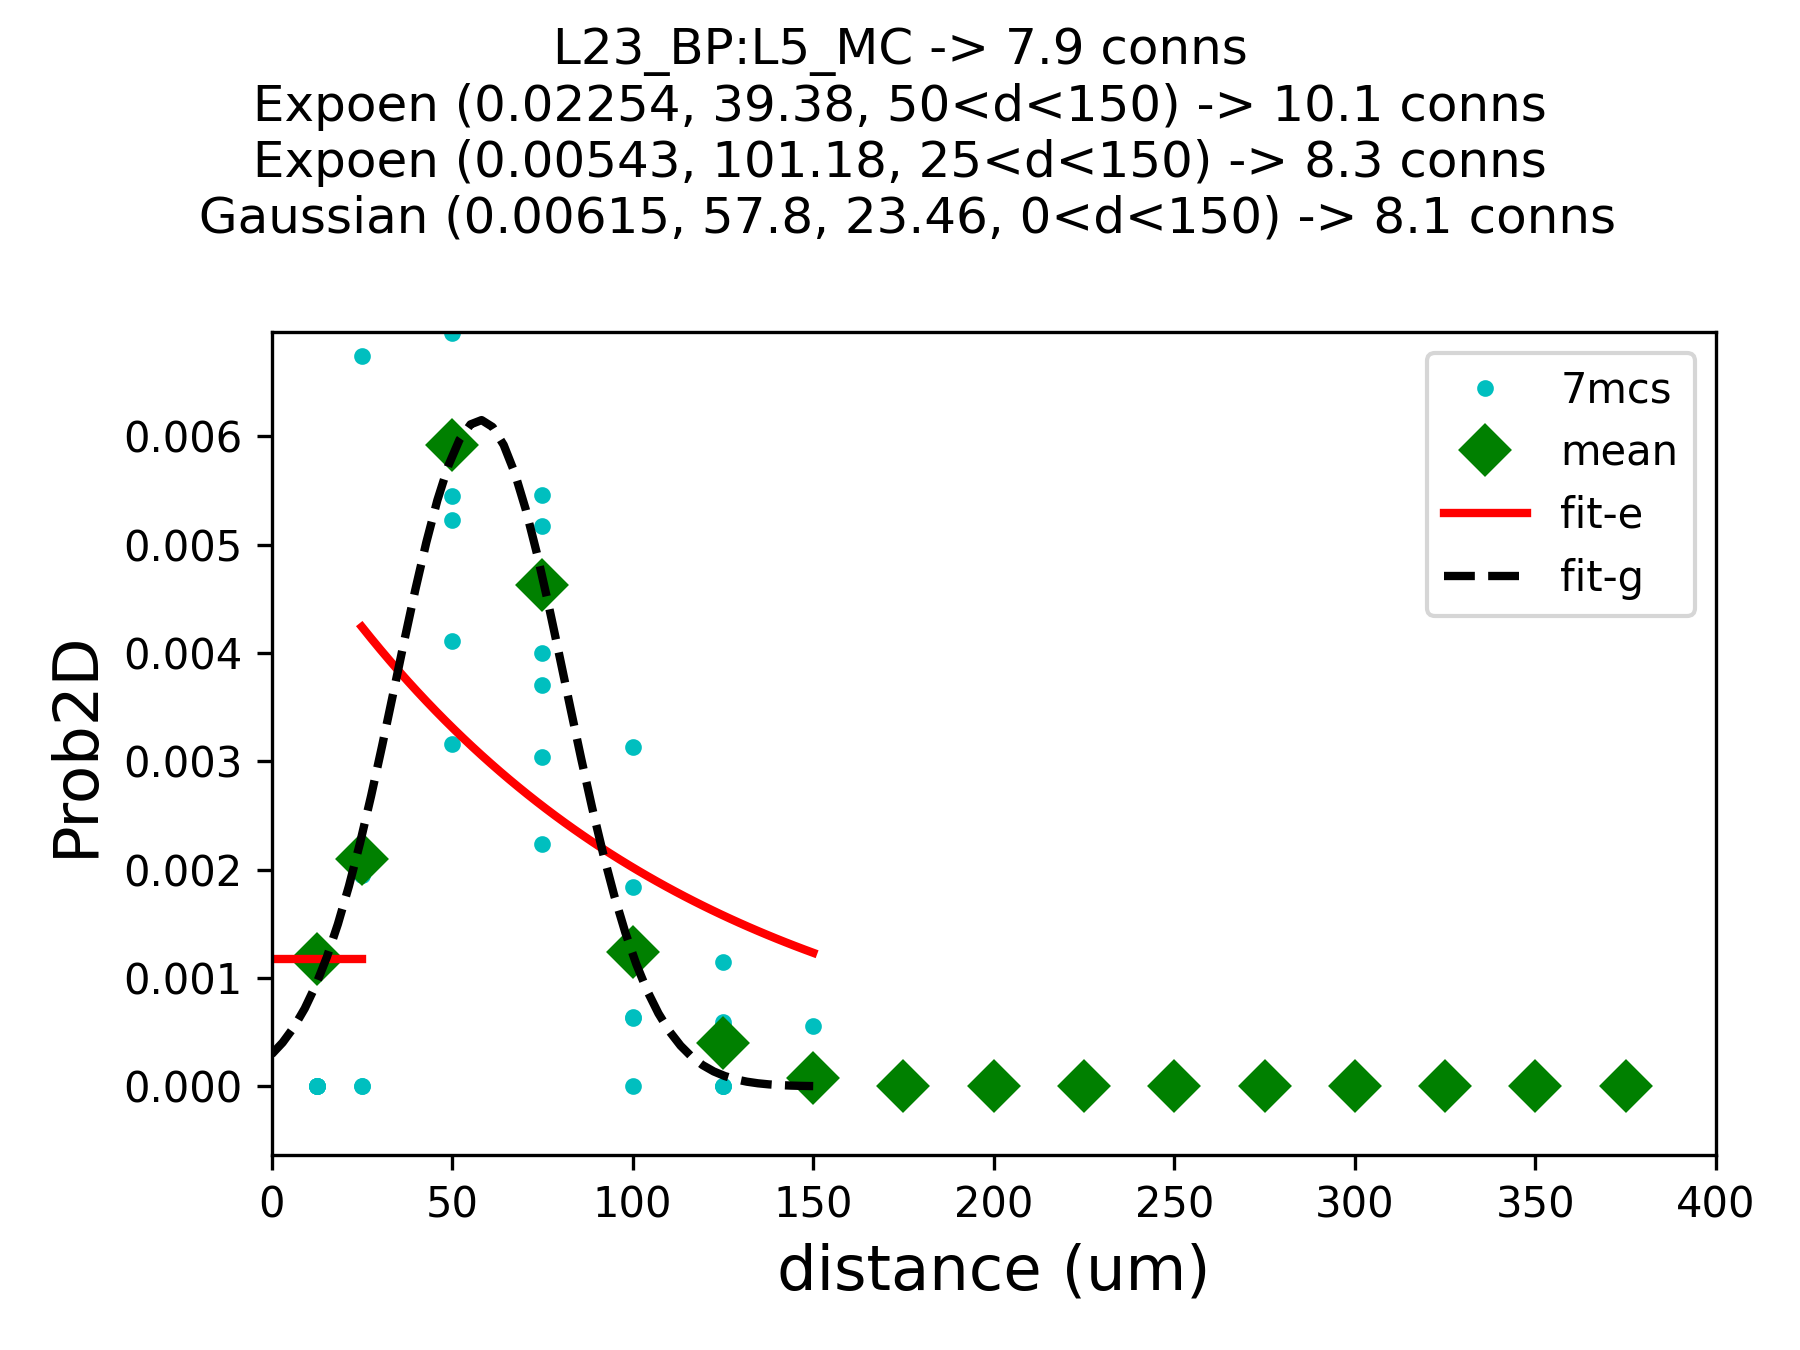 L23_BP:L5_MC -> 7.9 conns
Expoen (0.02254, 39.38, 50<d<150) -> 10.1 conns
Expoen (0.00543, 101.18, 25<d<150) -> 8.3 conns
Gaussian (0.00615, 57.8, 23.46, 0<d<150) -> 8.1 conns
7mcs
mean
fit-e
fit-g
Prob2D
0.006
0.005
0.004
0.003
0.002
0.001
0.000
0 50 100 150 200 250 300 350 400
distance (um)